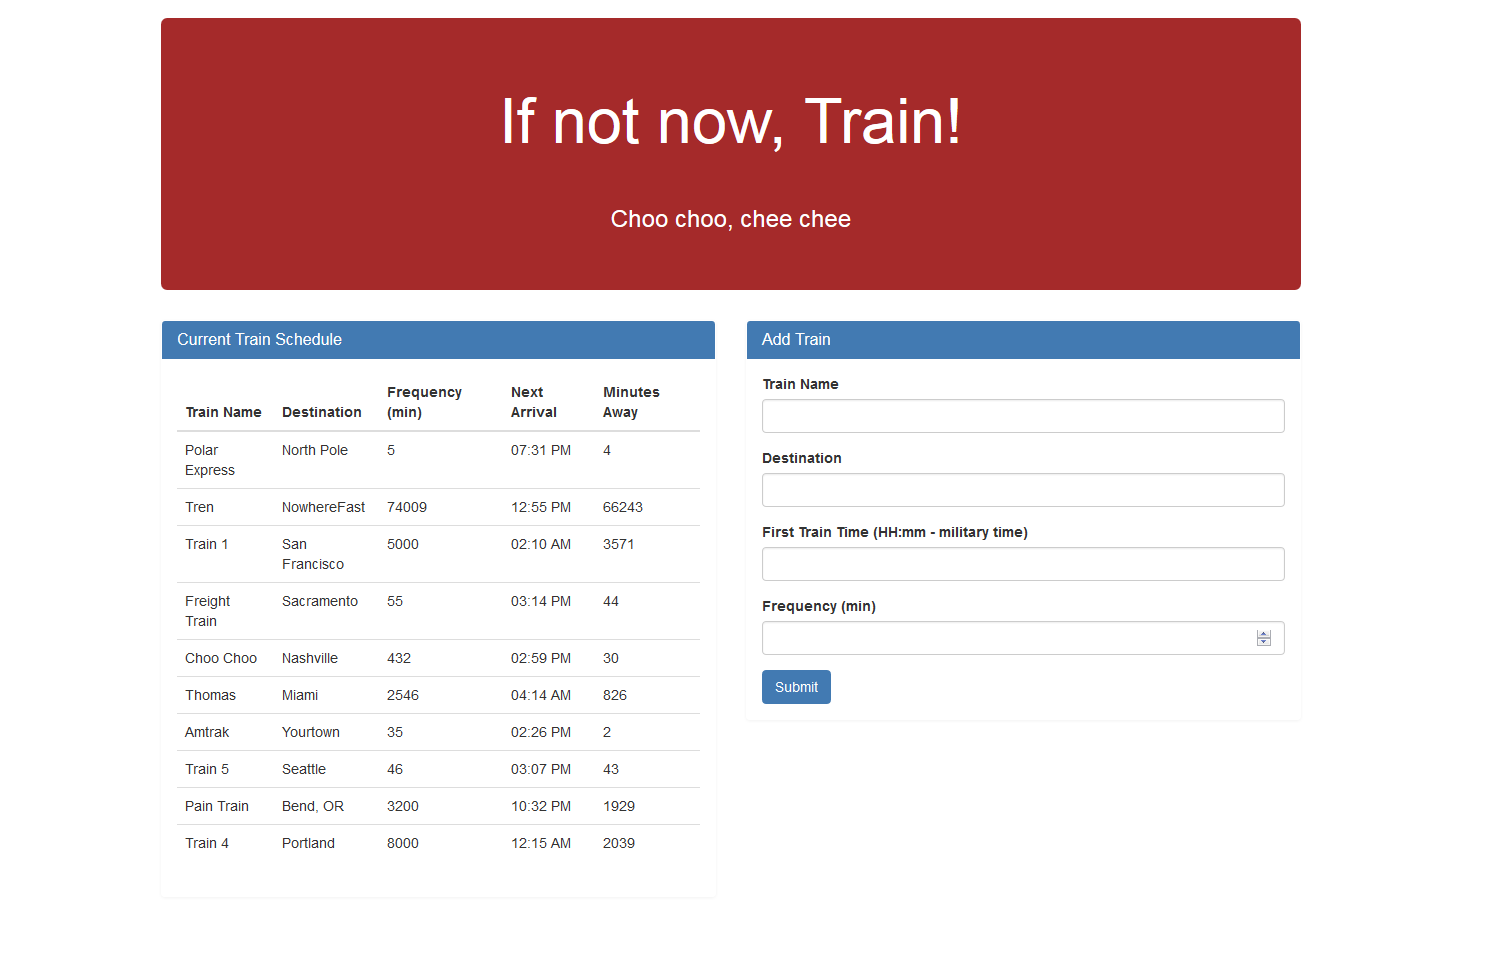 If not now, Train!
Choo choo, chee chee
Current Train Schedule
Train Name Destination Frequency (min) Next Arrival Minutes Away
Polar Express North Pole 5 07:31 PM 4
Tren NowhereFast 74009 12:55 PM 66243
Train 1 San Francisco 5000 02:10 AM 3571
Freight Train Sacramento 55 03:14 PM 44
Choo Choo Nashville 432 02:59 PM 30
Thomas Miami 2546 04:14 AM 826
Amtrak Yourtown 35 02:26 PM 2
Train 5 Seattle 46 03:07 PM 43
Pain Train Bend, OR 3200 10:32 PM 1929
Train 4 Portland 8000 12:15 AM 2039
Add Train
Train Name
Destination
First Train Time (HH:mm - military time)
Frequency (min)
Submit